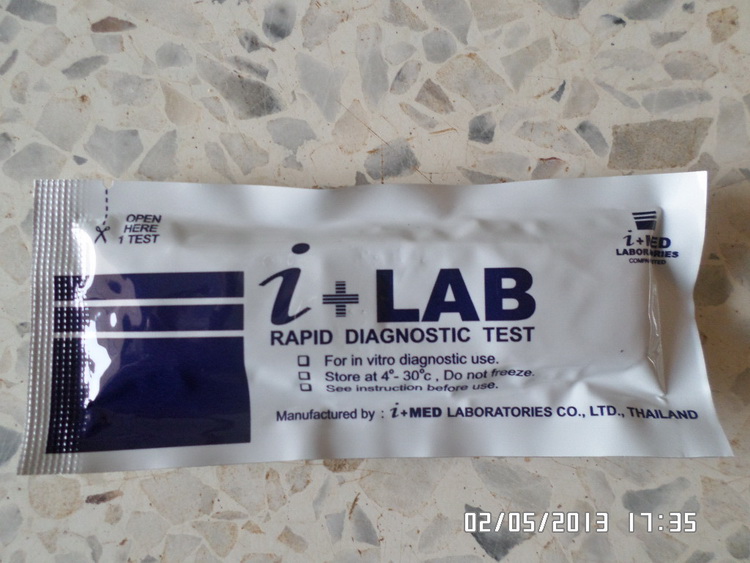 OPEN
HERE
1 TEST
i+MED
LABORATORIES
i+LAB
RAPID DIAGNOSTIC TEST
For in vitro diagnostic use.
Store at 4°- 30°c , Do not freeze.
See instruction before use.
Manufactured by : i+MED LABORATORIES CO., LTD., THAILAND
02/05/2013 17:35